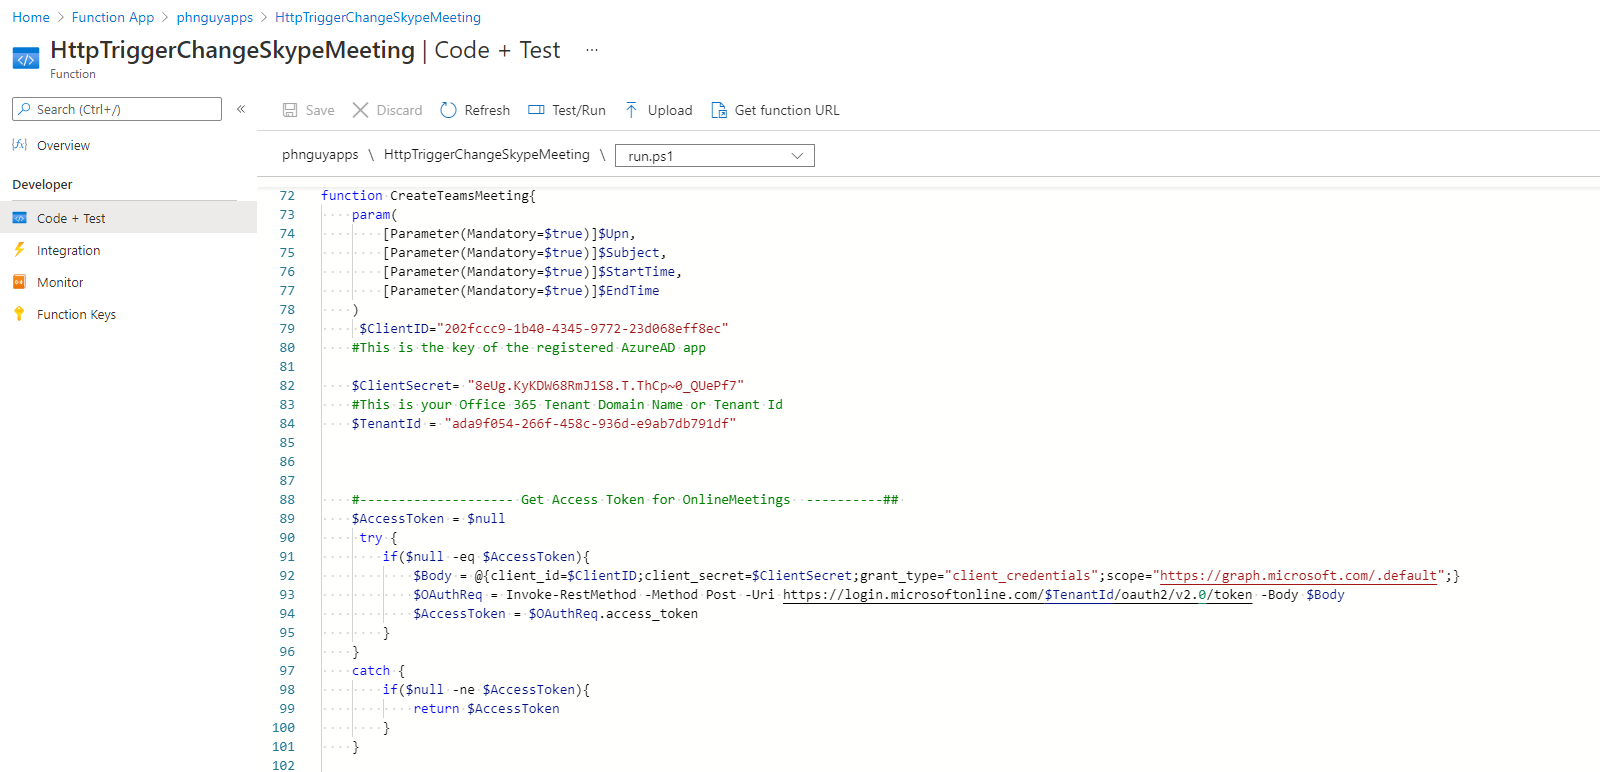 Home > Function App > phnguyapps > HttpTriggerChangeSkypeMeeting
HttpTriggerChangeSkypeMeeting | Code + Test ...
Function
Search (Ctrl+/) «
Save Discard Refresh Test/Run Upload Get function URL
Overview
Developer
Code + Test
Integration
Monitor
Function Keys
phnguyapps \ HttpTriggerChangeSkypeMeeting \ run.ps1
72 function CreateTeamsMeeting{
73 param(
74 [Parameter(Mandatory=$true)]$Upn,
75 [Parameter(Mandatory=$true)]$Subject,
76 [Parameter(Mandatory=$true)]$StartTime,
77 [Parameter(Mandatory=$true)]$EndTime
78 )
79 $ClientID="202fccc9-1b40-4345-9772-23d068eff8ec"
80 #This is the key of the registered AzureAD app
81
82 $ClientSecret= "8eUg.KyKDW68RmJ1S8.T.ThCp~0_QUePf7"
83 #This is your Office 365 Tenant Domain Name or Tenant Id
84 $TenantId = "ada9f054-266f-458c-936d-e9ab7db791df"
85
86
87
88 #-------------------- Get Access Token for OnlineMeetings ----------##
89 $AccessToken = $null
90 try {
91 if($null -eq $AccessToken){
92 $Body = @{client_id=$ClientID;client_secret=$ClientSecret;grant_type="client_credentials";scope="https://graph.microsoft.com/.default";}
93 $OAuthReq = Invoke-RestMethod -Method Post -Uri https://login.microsoftonline.com/$TenantId/oauth2/v2.0/token -Body $Body
94 $AccessToken = $OAuthReq.access_token
95 }
96 }
97 catch {
98 if($null -ne $AccessToken){
99 return $AccessToken
100 }
101 }
102